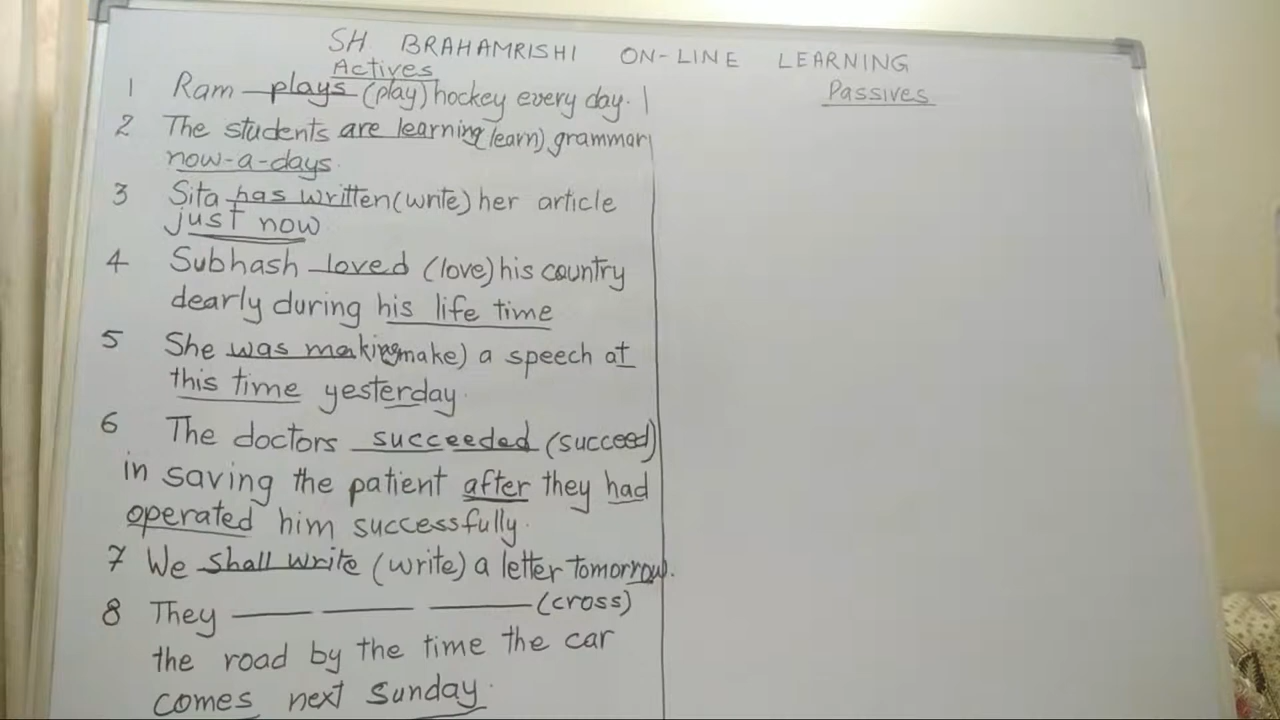 SH BRAHAMRISHI ON-LINE LEARNING
Actives
Passives
1 Ram plays (play) hockey every day.
2 The students are learning (learn) grammar
now-a-days.
3 Sita has written (write) her article
just now
4 Subhash loved (love) his country
dearly during his life time
5 She was making make) a speech at
this time yesterday.
6 The doctors succeeded (succeed)
in saving the patient after they had
operated him successfully.
7 We shall write (write) a letter tomorrow.
8 They ___ ___ ___ (cross)
the road by the time the car
comes next Sunday.